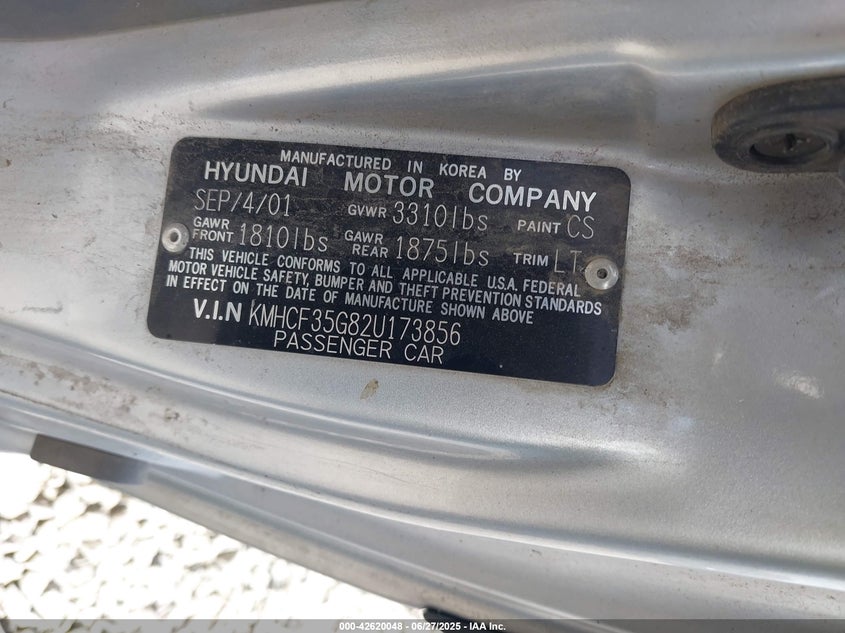 MANUFACTURED IN KOREA BY
HYUNDAI MOTOR COMPANY
SEP/4/01 GVWR 3310lbs PAINT CS
GAWR FRONT 1810lbs GAWR REAR 1875lbs TRIM LT
THIS VEHICLE CONFORMS TO ALL APPLICABLE U.S.A. FEDERAL
MOTOR VEHICLE SAFETY, BUMPER AND THEFT PREVENTION STANDARDS
IN EFFECT ON THE DATE OF MANUFACTURE SHOWN ABOVE
V.I.N KMHCF35G82U173856
PASSENGER CAR
000-42620048 - 06/27/2025 - IAA Inc.